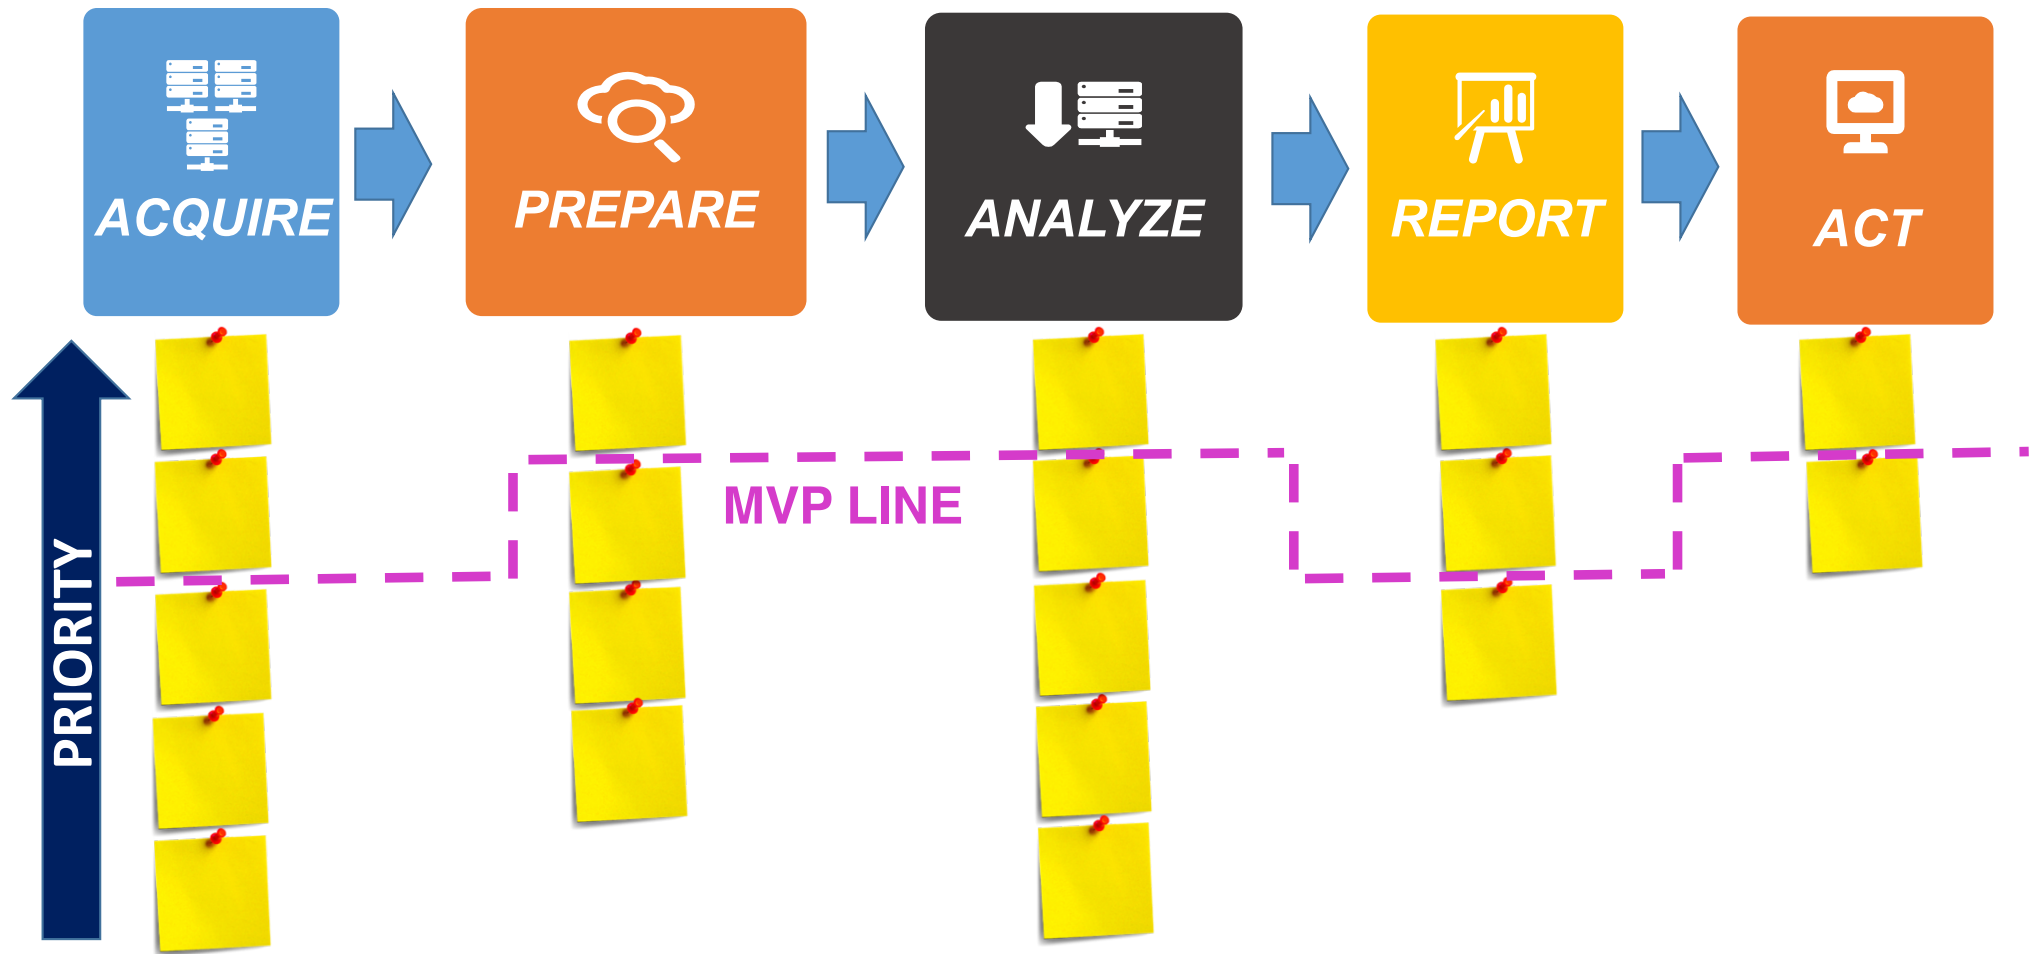 ACQUIRE
PREPARE
ANALYZE
REPORT
ACT
MVP LINE
PRIORITY